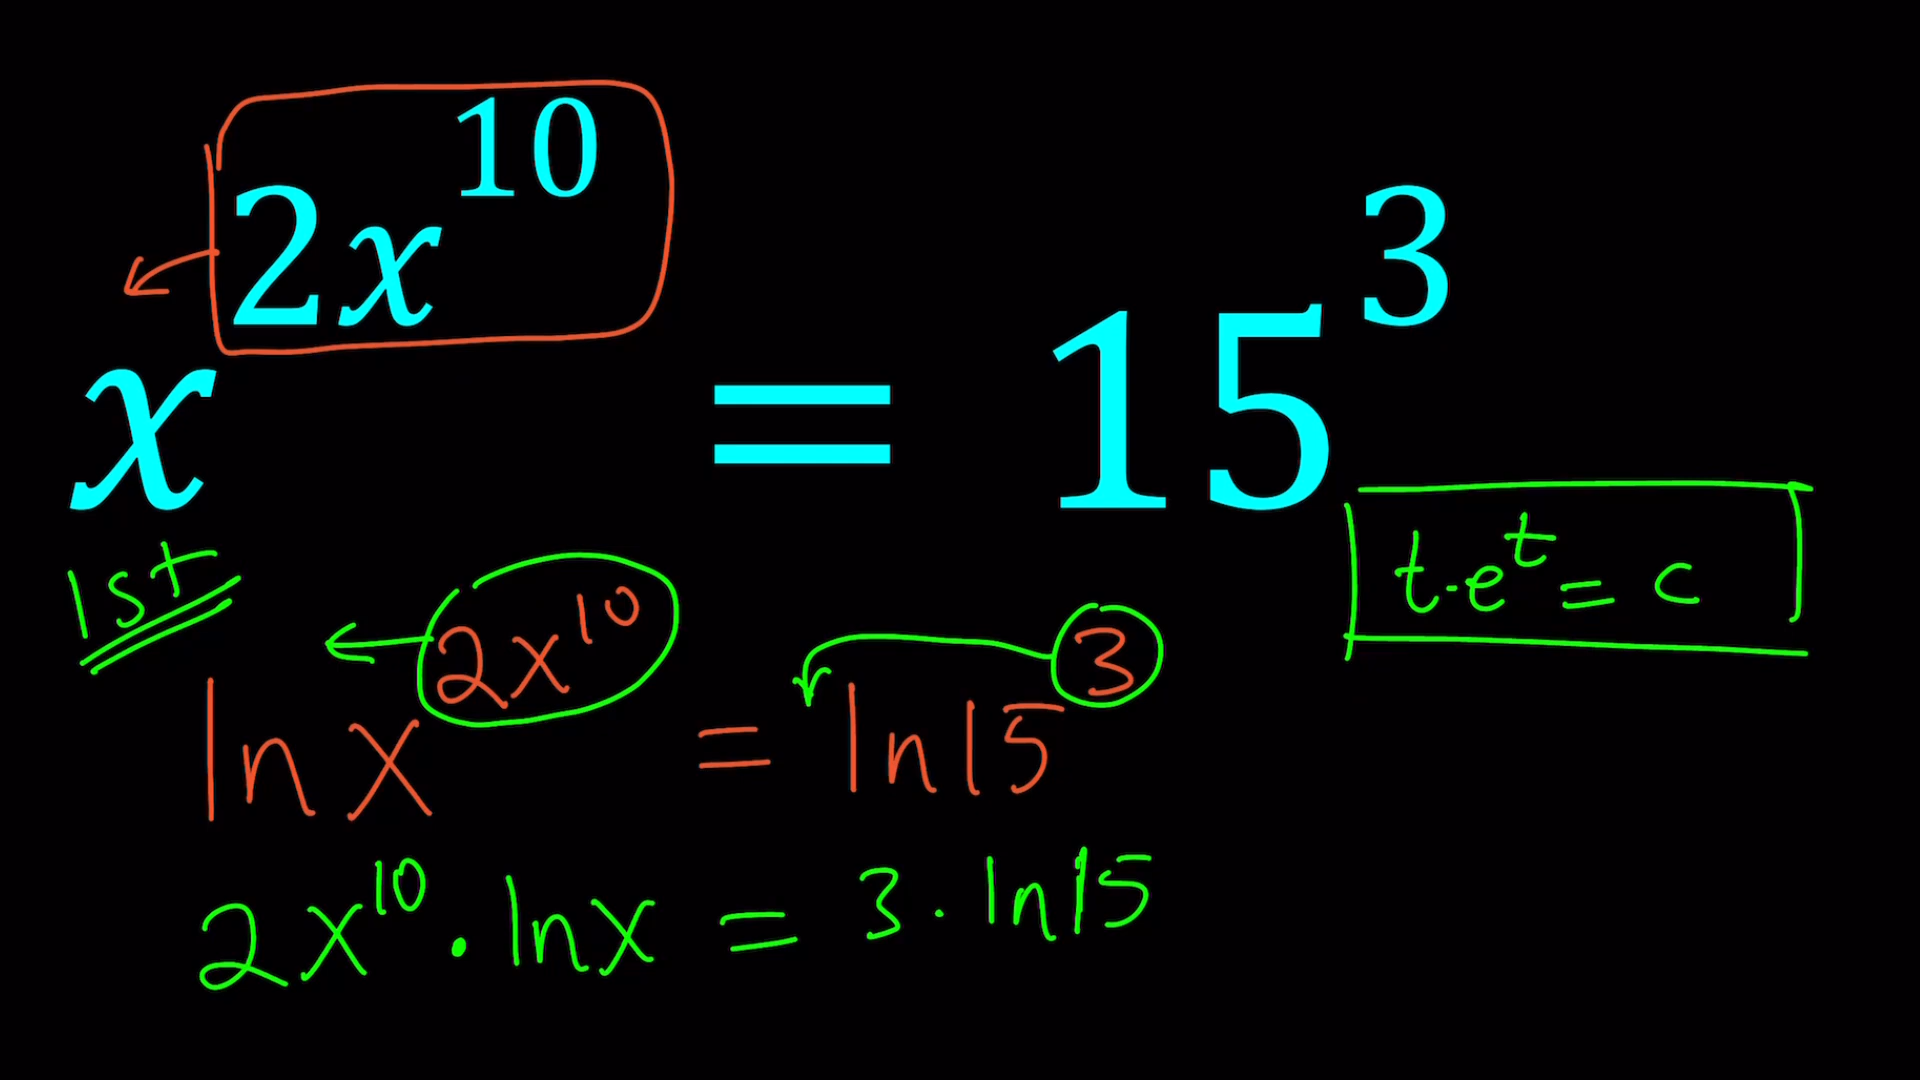 x^{2x^{10}} = 15^3
t·e^t = c
1st
ln x^{2x^{10}} = ln 15^3
2x^{10} · ln x = 3 · ln 15